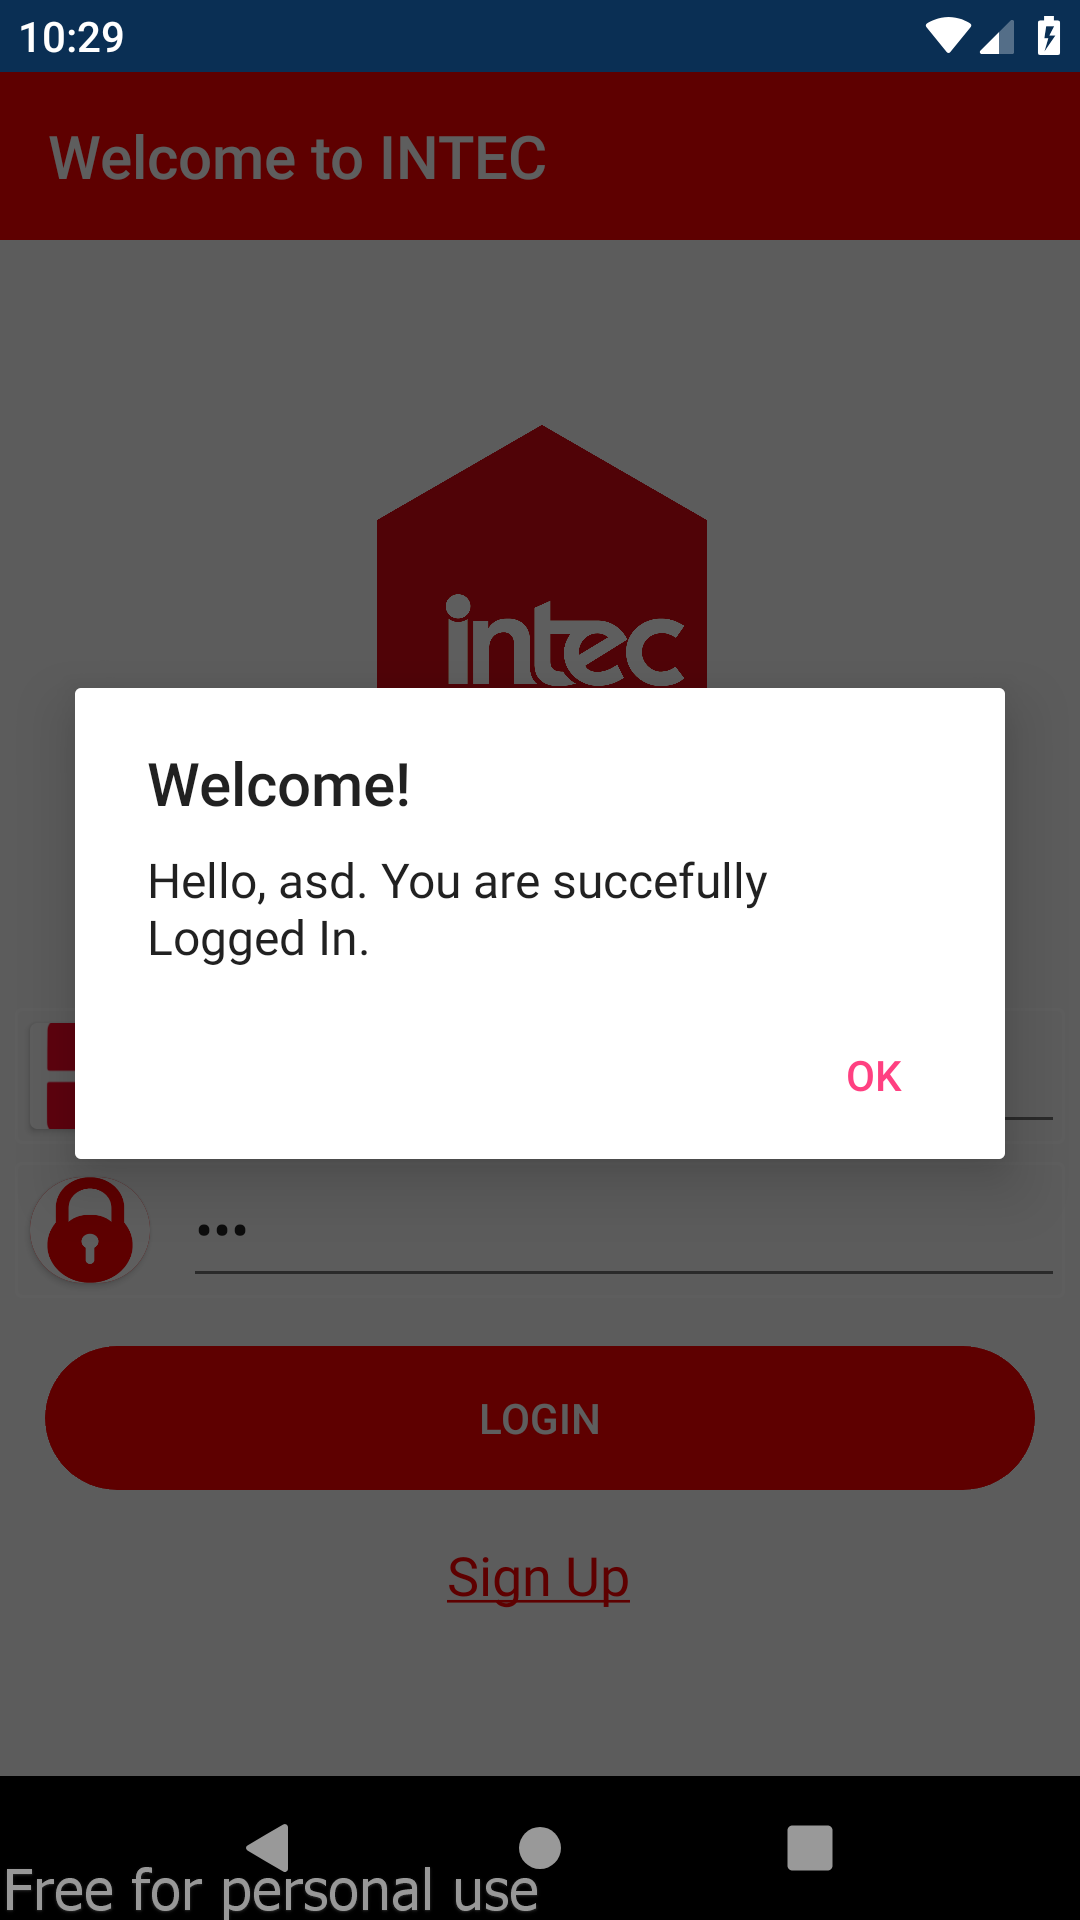 10:29
Welcome to INTEC
intec
Welcome!
Hello, asd. You are succefully
Logged In.
OK
•••
LOGIN
Sign Up
Free for personal use